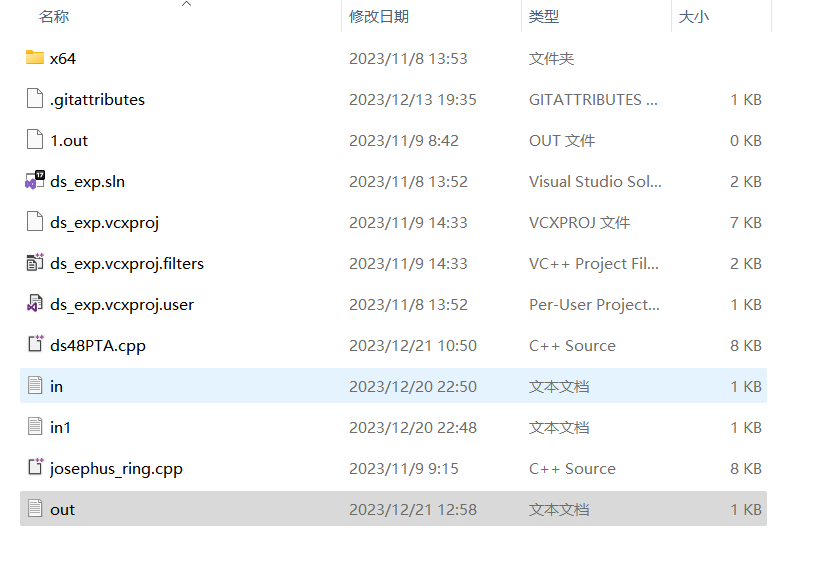 名称 修改日期 类型 大小
x64 2023/11/8 13:53 文件夹
.gitattributes 2023/12/13 19:35 GITATTRIBUTES ... 1 KB
1.out 2023/11/9 8:42 OUT 文件 0 KB
17
ds_exp.sln 2023/11/8 13:52 Visual Studio Sol... 2 KB
ds_exp.vcxproj 2023/11/9 14:33 VCXPROJ 文件 7 KB
ds_exp.vcxproj.filters 2023/11/9 14:33 VC++ Project Fil... 2 KB
ds_exp.vcxproj.user 2023/11/8 13:52 Per-User Project... 1 KB
ds48PTA.cpp 2023/12/21 10:50 C++ Source 8 KB
in 2023/12/20 22:50 文本文档 1 KB
in1 2023/12/20 22:48 文本文档 1 KB
josephus_ring.cpp 2023/11/9 9:15 C++ Source 8 KB
out 2023/12/21 12:58 文本文档 1 KB